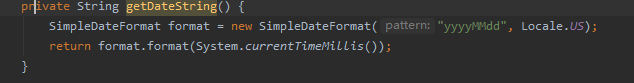 private String getDateString() {
SimpleDateFormat format = new SimpleDateFormat( pattern: "yyyyMMdd", Locale.US);
return format.format(System.currentTimeMillis());
}